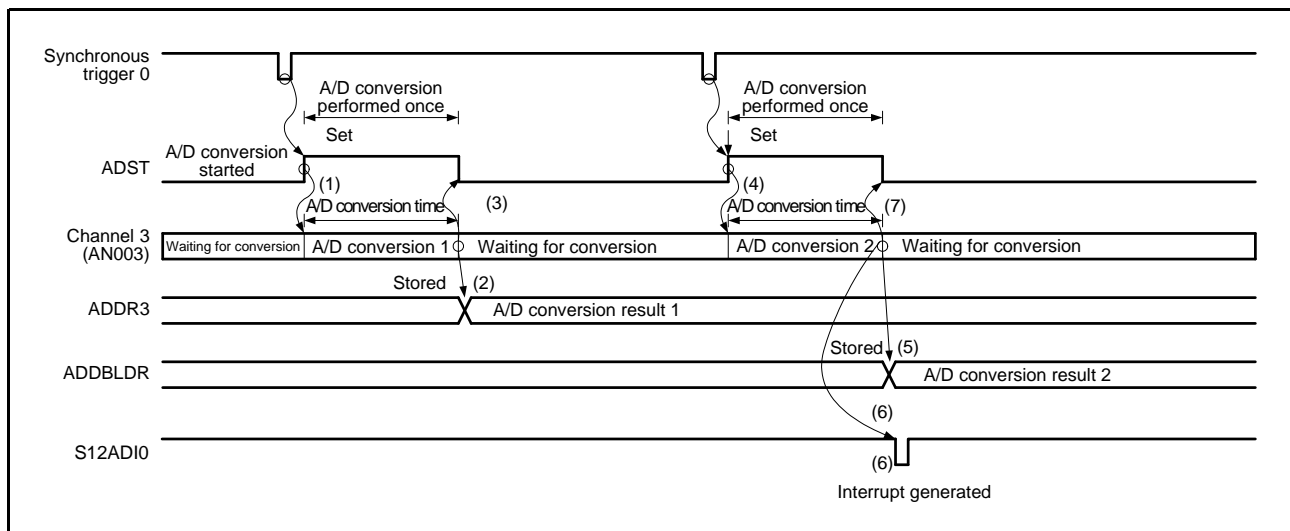 Synchronous
trigger 0
A/D conversion
performed once
A/D conversion
performed once
Set
Set
ADST
A/D conversion
started
(1)
(3)
(4)
(7)
A/D conversion time
A/D conversion time
Channel 3
(AN003)
Waiting for conversion
A/D conversion 1
Waiting for conversion
A/D conversion 2
Waiting for conversion
Stored
(2)
ADDR3
A/D conversion result 1
Stored
(5)
ADDBLDR
A/D conversion result 2
(6)
S12ADI0
(6)
Interrupt generated